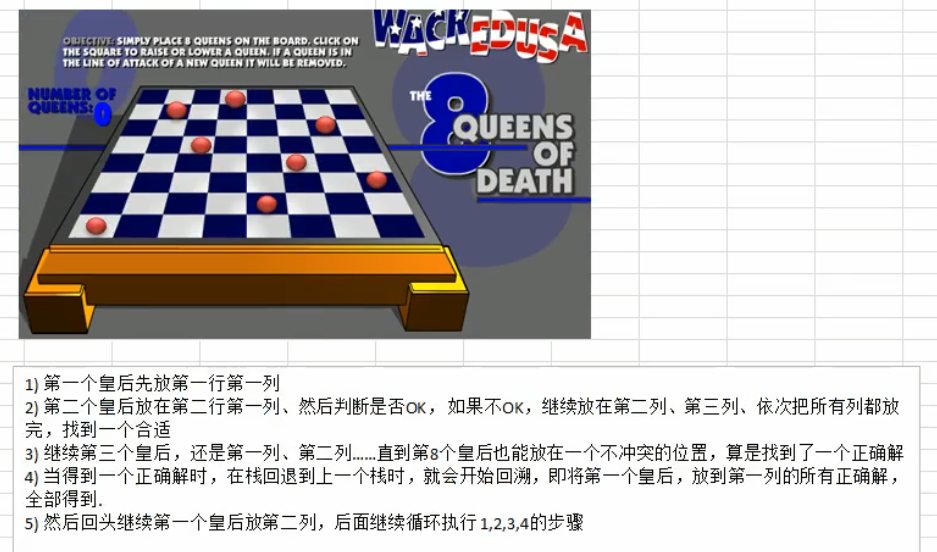 WACKEDUSA
OBJECTIVE: SIMPLY PLACE 8 QUEENS ON THE BOARD. CLICK ON
THE SQUARE TO RAISE OR LOWER A QUEEN. IF A QUEEN IS IN
THE LINE OF ATTACK OF A NEW QUEEN IT WILL BE REMOVED.
NUMBER OF
QUEENS: 0
THE 8
QUEENS
OF
DEATH
1) 第一个皇后先放第一行第一列
2) 第二个皇后放在第二行第一列、然后判断是否OK，如果不OK，继续放在第二列、第三列、依次把所有列都放
完，找到一个合适
3) 继续第三个皇后，还是第一列、第二列……直到第8个皇后也能放在一个不冲突的位置，算是找到了一个正确解
4) 当得到一个正确解时，在栈回退到上一个栈时，就会开始回溯，即将第一个皇后，放到第一列的所有正确解，
全部得到.
5) 然后回头继续第一个皇后放第二列，后面继续循环执行 1,2,3,4的步骤